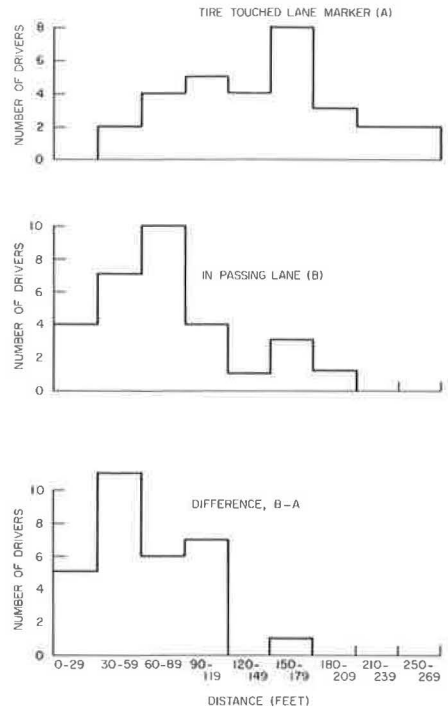 TIRE TOUCHED LANE MARKER (A)
NUMBER OF DRIVERS
8
6
4
2
0
IN PASSING LANE (B)
NUMBER OF DRIVERS
10
8
6
4
2
0
DIFFERENCE, B-A
NUMBER OF DRIVERS
10
8
6
4
2
0
0-29 30-59 60-89 90-119 120-149 150-179 180-209 210-239 250-269
DISTANCE (FEET)